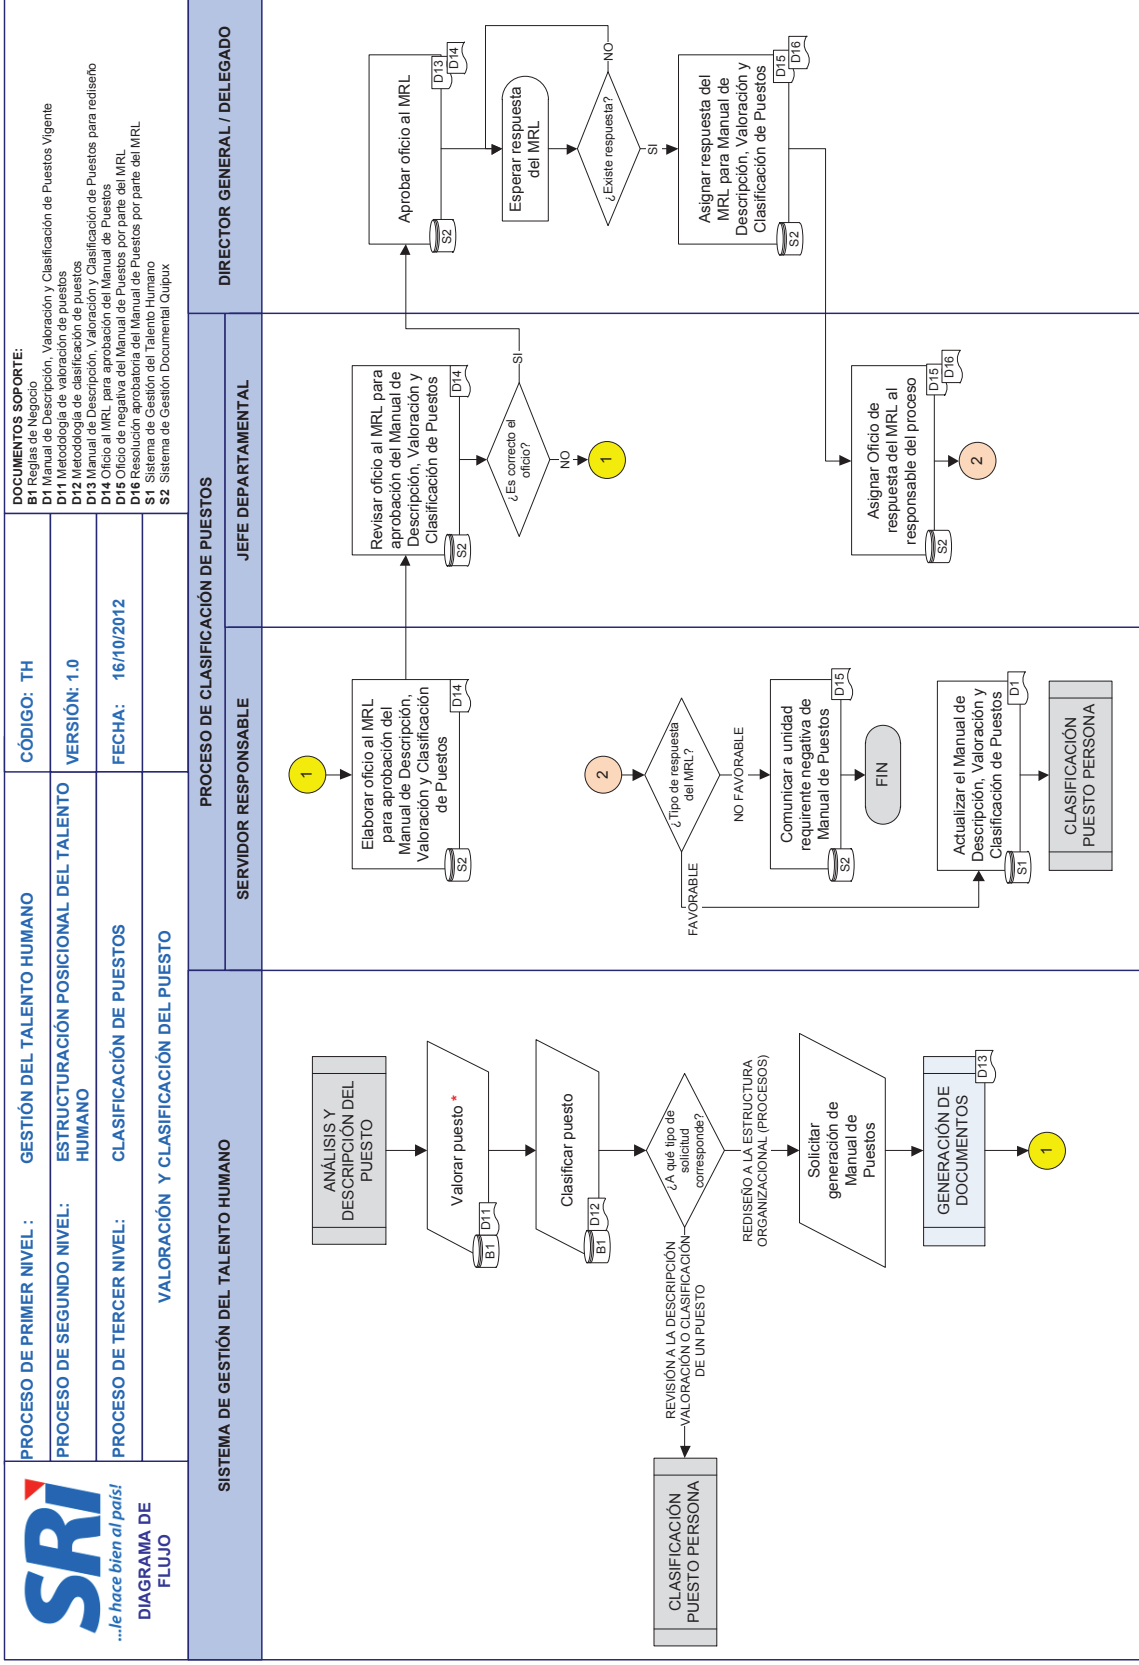 SRi
...le hace bien al país!
DIAGRAMA DE
FLUJO
PROCESO DE PRIMER NIVEL :
GESTIÓN DEL TALENTO HUMANO
CÓDIGO: TH
PROCESO DE SEGUNDO NIVEL:
ESTRUCTURACIÓN POSICIONAL DEL TALENTO
HUMANO
VERSIÓN: 1.0
PROCESO DE TERCER NIVEL:
CLASIFICACIÓN DE PUESTOS
FECHA: 16/10/2012
VALORACIÓN Y CLASIFICACIÓN DEL PUESTO
DOCUMENTOS SOPORTE:
B1 Reglas de Negocio
D1 Manual de Descripción, Valoración y Clasificación de Puestos Vigente
D11 Metodología de valoración de puestos
D12 Metodología de clasificación de puestos
D13 Manual de Descripción, Valoración y Clasificación de Puestos para rediseño
D14 Oficio al MRL para aprobación del Manual de Puestos
D15 Oficio de negativa del Manual de Puestos por parte del MRL
D16 Resolución aprobatoria del Manual de Puestos por parte del MRL
S1 Sistema de Gestión del Talento Humano
S2 Sistema de Gestión Documental Quipux
SISTEMA DE GESTIÓN DEL TALENTO HUMANO
PROCESO DE CLASIFICACIÓN DE PUESTOS
SERVIDOR RESPONSABLE
JEFE DEPARTAMENTAL
DIRECTOR GENERAL / DELEGADO
ANÁLISIS Y
DESCRIPCIÓN DEL
PUESTO
Valorar puesto *
B1
D11
Clasificar puesto
B1
D12
¿A qué tipo de
solicitud
corresponde?
REVISIÓN A LA DESCRIPCIÓN
VALORACIÓN O CLASIFICACIÓN
DE UN PUESTO
CLASIFICACIÓN
PUESTO PERSONA
REDISEÑO A LA ESTRUCTURA
ORGANIZACIONAL (PROCESOS)
Solicitar
generación de
Manual de
Puestos
GENERACIÓN DE
DOCUMENTOS
D13
1
1
Elaborar oficio al MRL
para aprobación del
Manual de Descripción,
Valoración y Clasificación
de Puestos
S2
D14
2
¿Tipo de respuesta
del MRL?
FAVORABLE
NO FAVORABLE
Comunicar a unidad
requirente negativa de
Manual de Puestos
S2
D15
FIN
Actualizar el Manual de
Descripción, Valoración y
Clasificación de Puestos
S1
D1
CLASIFICACIÓN
PUESTO PERSONA
Revisar oficio al MRL para
aprobación del Manual de
Descripción, Valoración y
Clasificación de Puestos
S2
D14
¿Es correcto el
oficio?
SI
NO
1
Asignar Oficio de
respuesta del MRL al
responsable del proceso
S2
D15
D16
2
Aprobar oficio al MRL
S2
D13
D14
Esperar respuesta
del MRL
¿Existe respuesta?
NO
SI
Asignar respuesta del
MRL para Manual de
Descripción, Valoración y
Clasificación de Puestos
S2
D15
D16